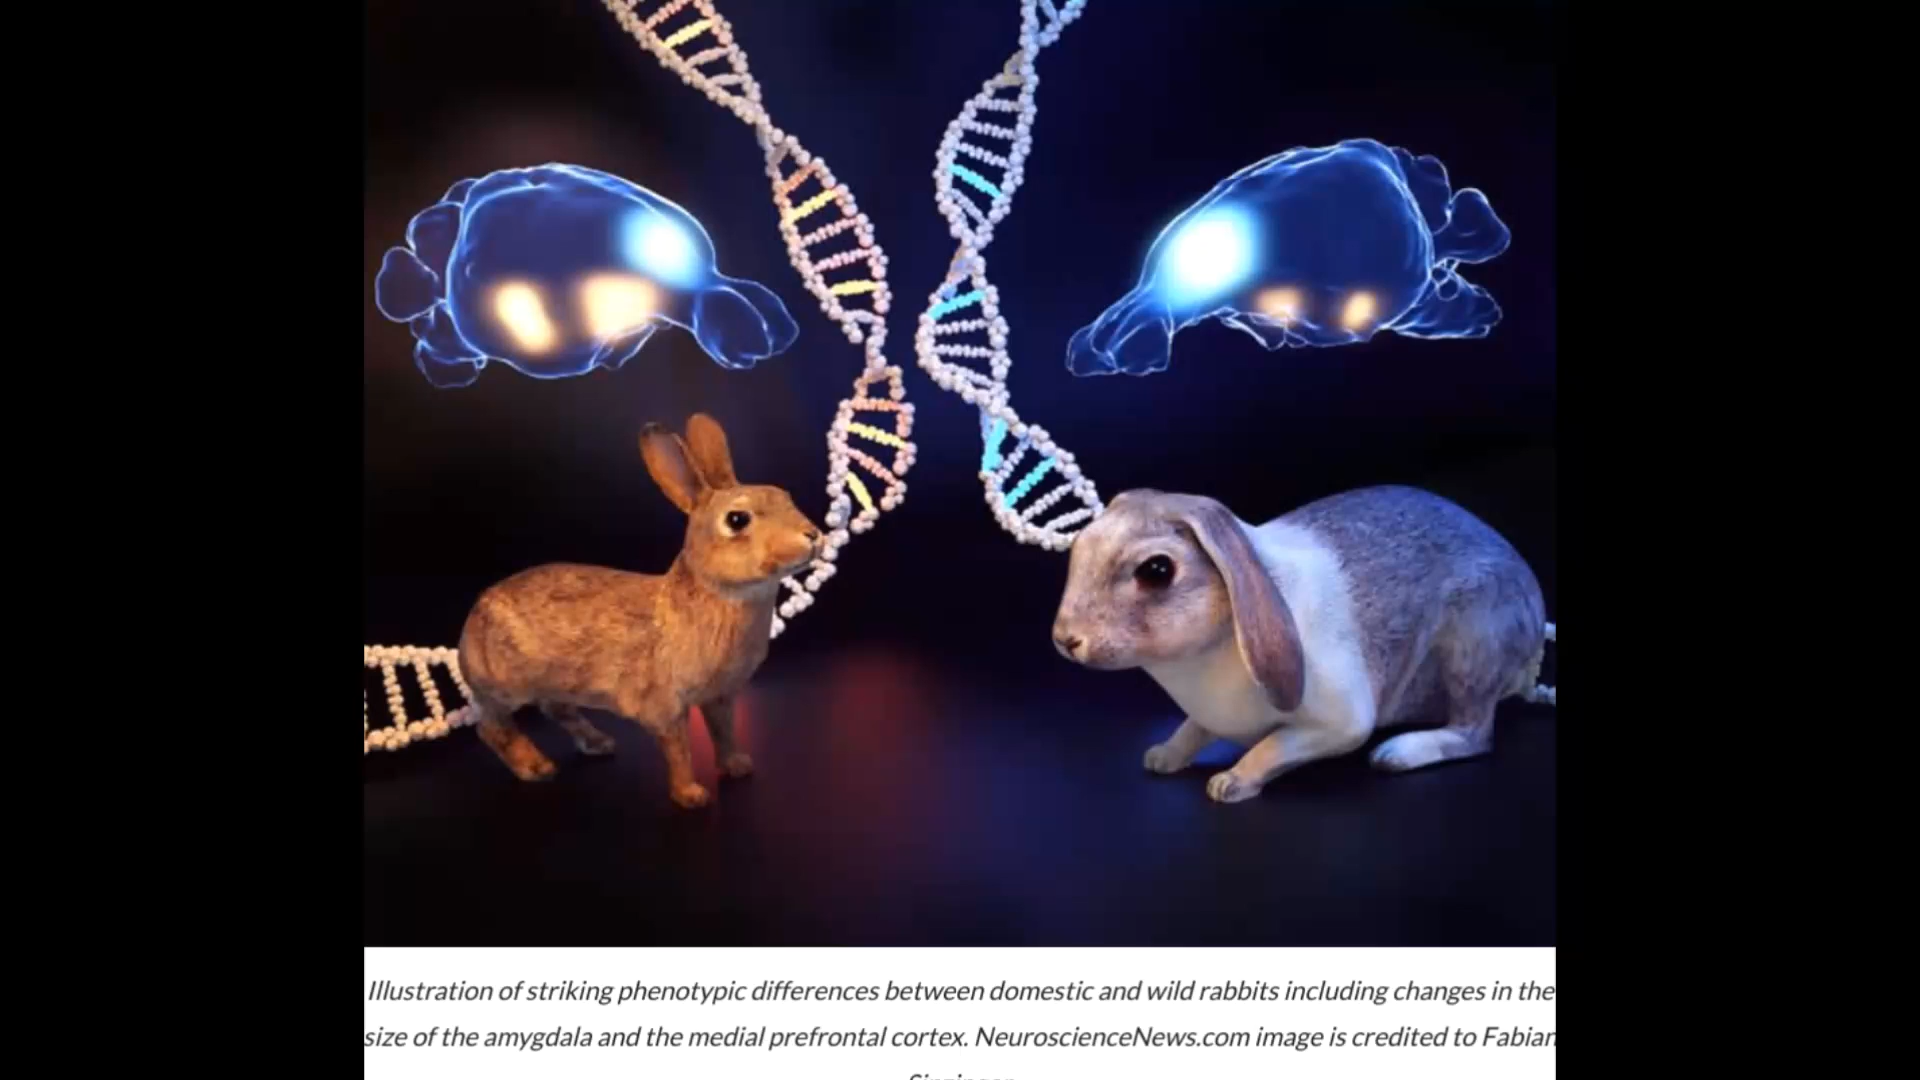 Illustration of striking phenotypic differences between domestic and wild rabbits including changes in the
size of the amygdala and the medial prefrontal cortex. NeuroscienceNews.com image is credited to Fabian